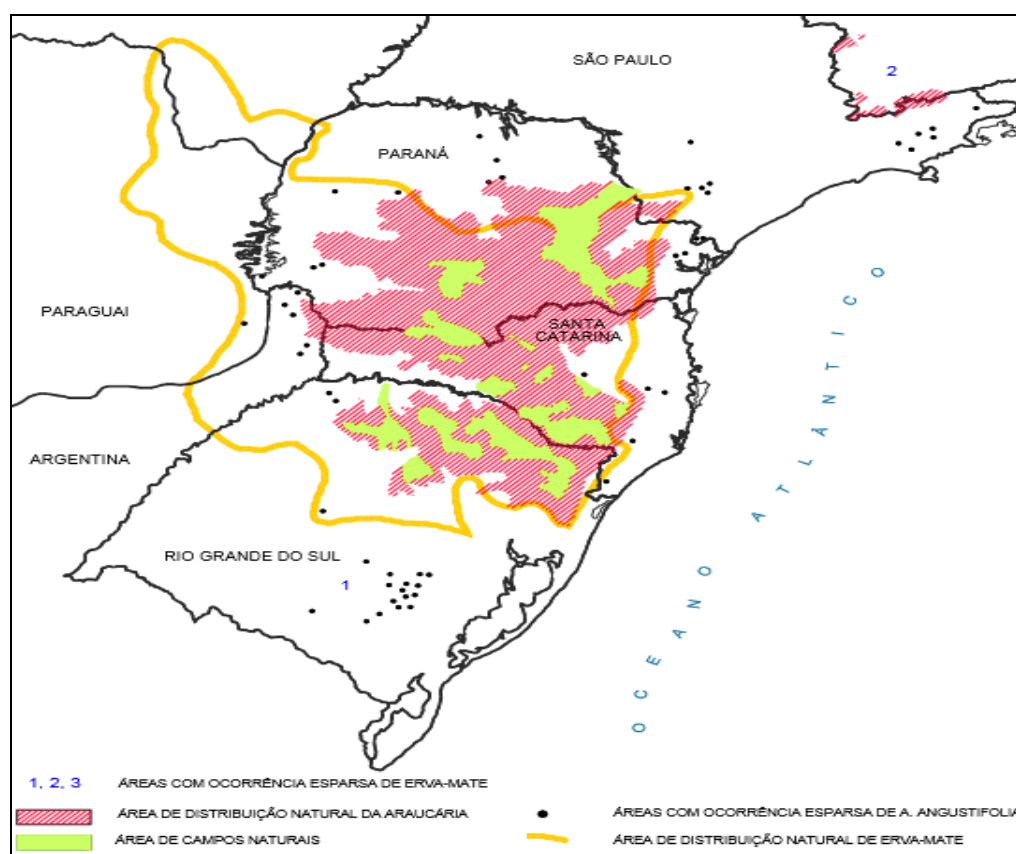 SÃO PAULO
2
PARANÁ
PARAGUAI
SANTA
CATARINA
ARGENTINA
RIO GRANDE DO SUL
1
OCEANO ATLÂNTICO
1, 2, 3 ÁREAS COM OCORRÊNCIA ESPARSA DE ERVA-MATE
ÁREA DE DISTRIBUIÇÃO NATURAL DA ARAUCÁRIA
ÁREAS COM OCORRÊNCIA ESPARSA DE A. ANGUSTIFOLIA
ÁREA DE CAMPOS NATURAIS
ÁREA DE DISTRIBUIÇÃO NATURAL DE ERVA-MATE